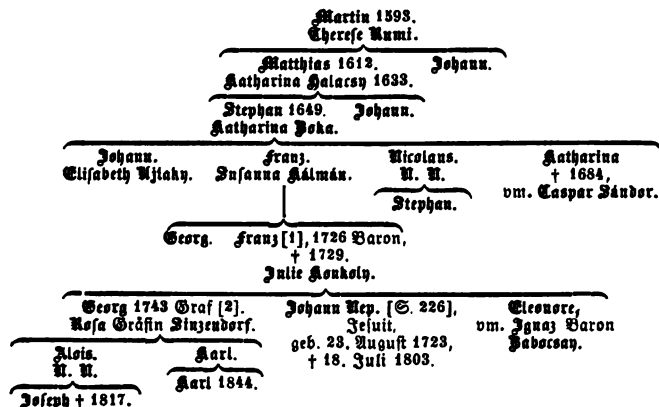 Martin 1593.
Therese Rumi.
Matthias 1612. Johann.
Katharina Halacsy 1633.
Stephan 1649. Johann.
Katharina Boka.
Johann. Franz. Nicolaus. Katharina
Elisabeth Ujlaky. Susanna Kálmán. N. N. † 1684,
Stephan. vm. Caspar Sándor.
Georg. Franz [1], 1726 Baron,
† 1729.
Julie Konkoly.
Georg 1743 Graf [2]. Johann Nep. [S. 226], Eleonore,
Rosa Gräfin Sinzendorf. Jesuit, vm. Ignaz Baron
geb. 23. August 1723, Babocsay.
† 18. Juli 1803.
Alois. Karl.
N. N. Karl 1844.
Joseph † 1817.